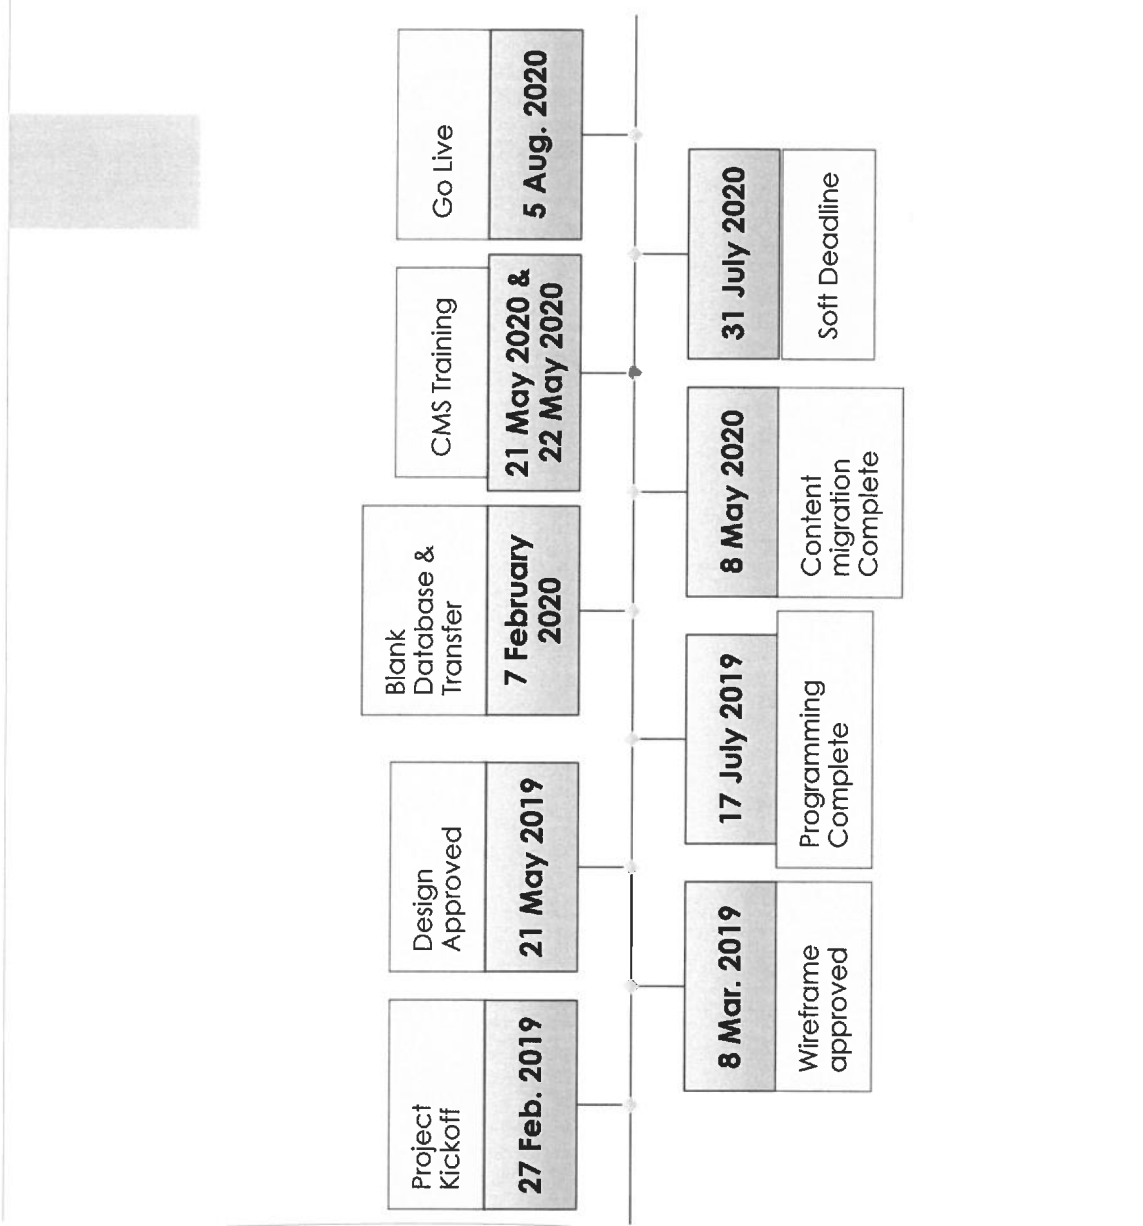 Project
Kickoff
27 Feb. 2019
8 Mar. 2019
Wireframe
approved
Design
Approved
21 May 2019
17 July 2019
Programming
Complete
Blank
Database &
Transfer
7 February
2020
8 May 2020
Content
migration
Complete
CMS Training
21 May 2020 &
22 May 2020
31 July 2020
Soft Deadline
Go Live
5 Aug. 2020